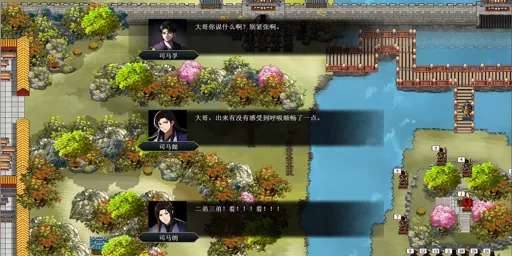 大哥你说什么啊？别紧张啊。
司马孚
大哥，出来有没有感受到呼吸顺畅了一点。
司马懿
二弟三弟！看！！！看！！！
司马朗